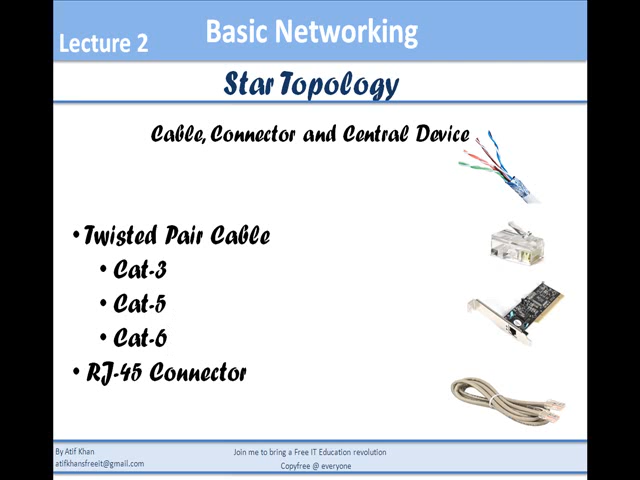 Lecture 2
Basic Networking
Star Topology
Cable, Connector and Central Device
• Twisted Pair Cable
• Cat-3
• Cat-5
• Cat-6
• RJ-45 Connector
By Atif Khan
atifkhansfreeit@gmail.com
Join me to bring a Free IT Education revolution
Copyfree @ everyone